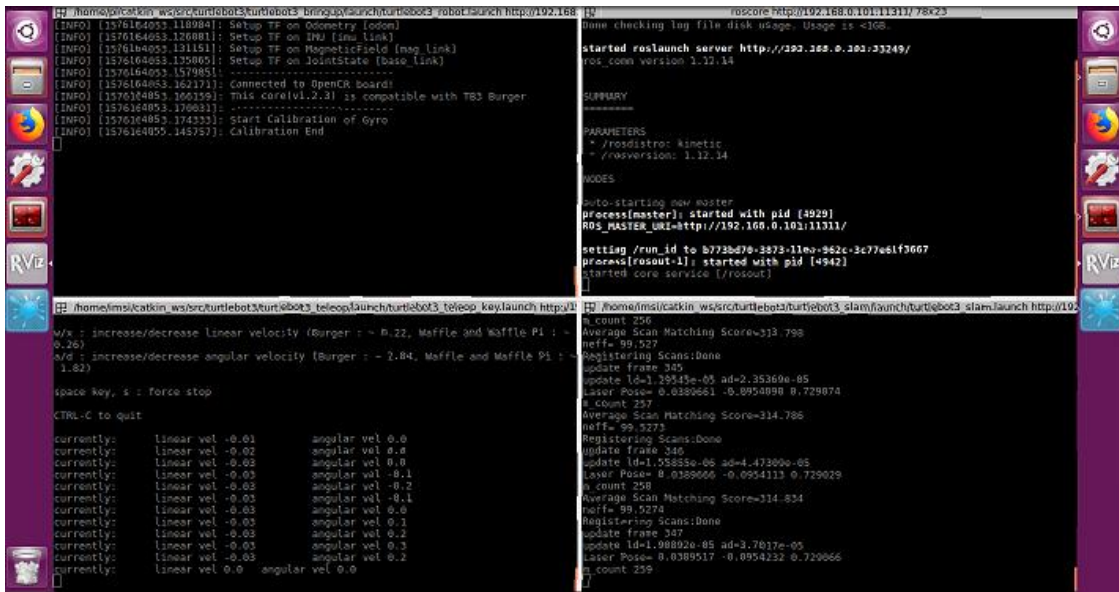 /home/pi/catkin_ws/src/turtlebot3/turtlebot3_bringup/launch/turtlebot3_robot.launch http://192.168
[INFO] [1576164053.118984]: Setup TF on Odometry [odom]
[INFO] [1576164053.126081]: Setup TF on IMU [imu_link]
[INFO] [1576164053.131151]: Setup TF on MagneticField [mag_link]
[INFO] [1576164053.135865]: Setup TF on JointState [base_link]
[INFO] [1576164053.157985]: --------------------------
[INFO] [1576164053.162171]: Connected to OpenCR board!
[INFO] [1576164053.166159]: This core(v1.2.3) is compatible with TB3 Burger
[INFO] [1576164053.170031]: --------------------------
[INFO] [1576164053.174333]: Start Calibration of Gyro
[INFO] [1576164055.145757]: Calibration End
roscore http://192.168.0.101:11311/ 78x23
Done checking log file disk usage. Usage is <1GB.
started roslaunch server http://192.168.0.101:33249/
ros_comm version 1.12.14
SUMMARY
========
PARAMETERS
* /rosdistro: kinetic
* /rosversion: 1.12.14
NODES
auto-starting new master
process[master]: started with pid [4929]
ROS_MASTER_URI=http://192.168.0.101:11311/
setting /run_id to b773bd70-3873-11ea-962c-3c77e61f3667
process[rosout-1]: started with pid [4942]
started core service [/rosout]
/home/imsi/catkin_ws/src/turtlebot3/turtlebot3_teleop/launch/turtlebot3_teleop_key.launch http://1
w/x : increase/decrease linear velocity (Burger : ~ 0.22, Waffle and Waffle Pi : ~
0.26)
a/d : increase/decrease angular velocity (Burger : ~ 2.84, Waffle and Waffle Pi : ~
1.82)
space key, s : force stop
CTRL-C to quit
currently: linear vel -0.01 angular vel 0.0
currently: linear vel -0.02 angular vel 0.0
currently: linear vel -0.03 angular vel 0.0
currently: linear vel -0.03 angular vel -0.1
currently: linear vel -0.03 angular vel -0.2
currently: linear vel -0.03 angular vel -0.1
currently: linear vel -0.03 angular vel 0.0
currently: linear vel -0.03 angular vel 0.1
currently: linear vel -0.03 angular vel 0.2
currently: linear vel -0.03 angular vel 0.3
currently: linear vel -0.03 angular vel 0.2
currently: linear vel 0.0 angular vel 0.0
/home/imsi/catkin_ws/src/turtlebot3/turtlebot3_slam/launch/turtlebot3_slam.launch http://192
m_count 256
Average Scan Matching Score=313.798
neff= 99.527
Registering Scans:Done
update frame 345
update ld=1.29545e-05 ad=2.35369e-05
Laser Pose= 0.0389661 -0.0954098 0.729074
m_count 257
Average Scan Matching Score=314.786
neff= 99.5273
Registering Scans:Done
update frame 346
update ld=1.55855e-06 ad=4.47309e-05
Laser Pose= 0.0389666 -0.0954113 0.729029
m_count 258
Average Scan Matching Score=314.834
neff= 99.5274
Registering Scans:Done
update frame 347
update ld=1.98892e-05 ad=3.7017e-05
Laser Pose= 0.0389517 -0.0954232 0.729066
m_count 259
RViz
RViz